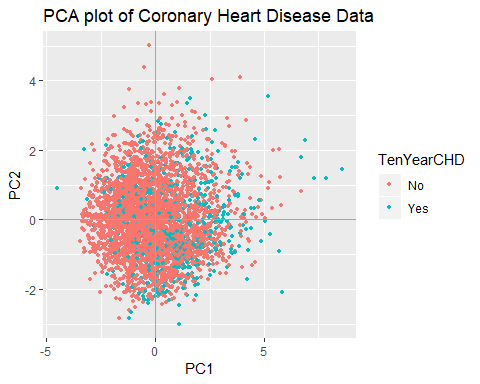 PCA plot of Coronary Heart Disease Data
PC2
4
2
0
-2
-5
0
5
PC1
TenYearCHD
No
Yes